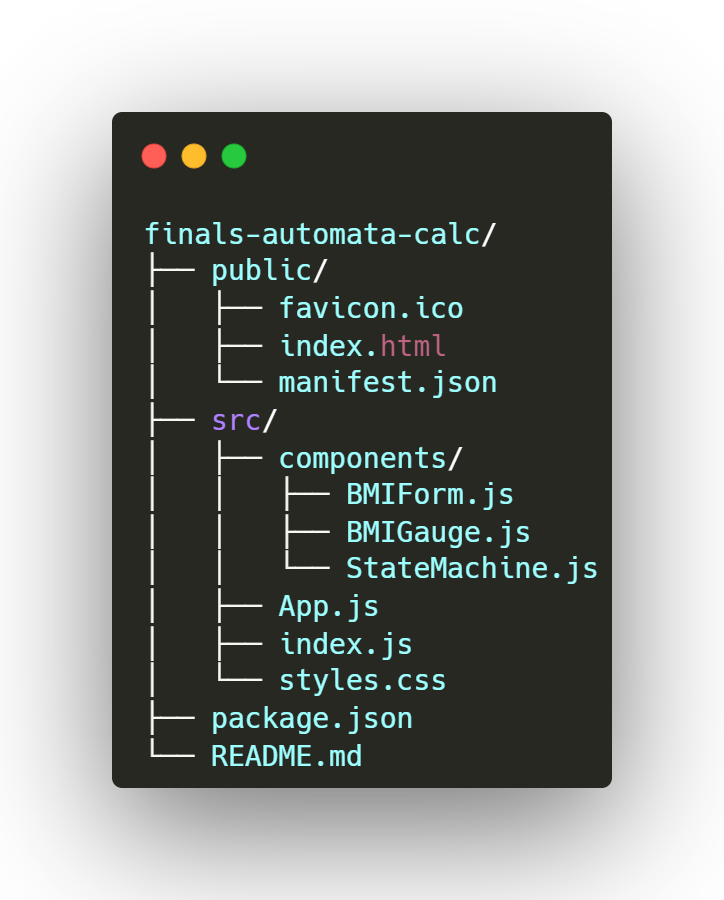 finals-automata-calc/
├── public/
│   ├── favicon.ico
│   ├── index.html
│   └── manifest.json
├── src/
│   ├── components/
│   │   ├── BMIForm.js
│   │   ├── BMIGauge.js
│   │   └── StateMachine.js
│   ├── App.js
│   ├── index.js
│   └── styles.css
├── package.json
└── README.md